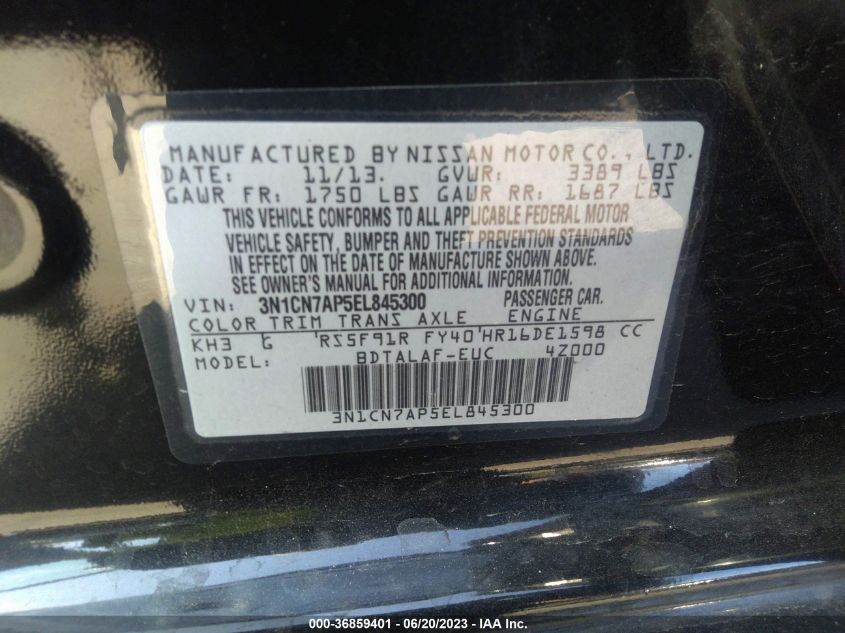 MANUFACTURED BY NISSAN MOTOR CO., LTD.
DATE: 11/13. GVWR: 3389 LBS
GAWR FR: 1750 LBS GAWR RR: 1687 LBS
THIS VEHICLE CONFORMS TO ALL APPLICABLE FEDERAL MOTOR
VEHICLE SAFETY, BUMPER AND THEFT PREVENTION STANDARDS
IN EFFECT ON THE DATE OF MANUFACTURE SHOWN ABOVE.
SEE OWNER'S MANUAL FOR ADDITIONAL INFORMATION.
VIN: 3N1CN7AP5EL845300 PASSENGER CAR.
COLOR TRIM TRANS AXLE ENGINE
KH3 G 'RS5F91R FY40'HR16DE1598 CC
MODEL: BDTALAF-EUC 4Z000
3N1CN7AP5EL845300
000-36859401 - 06/20/2023 - IAA Inc.